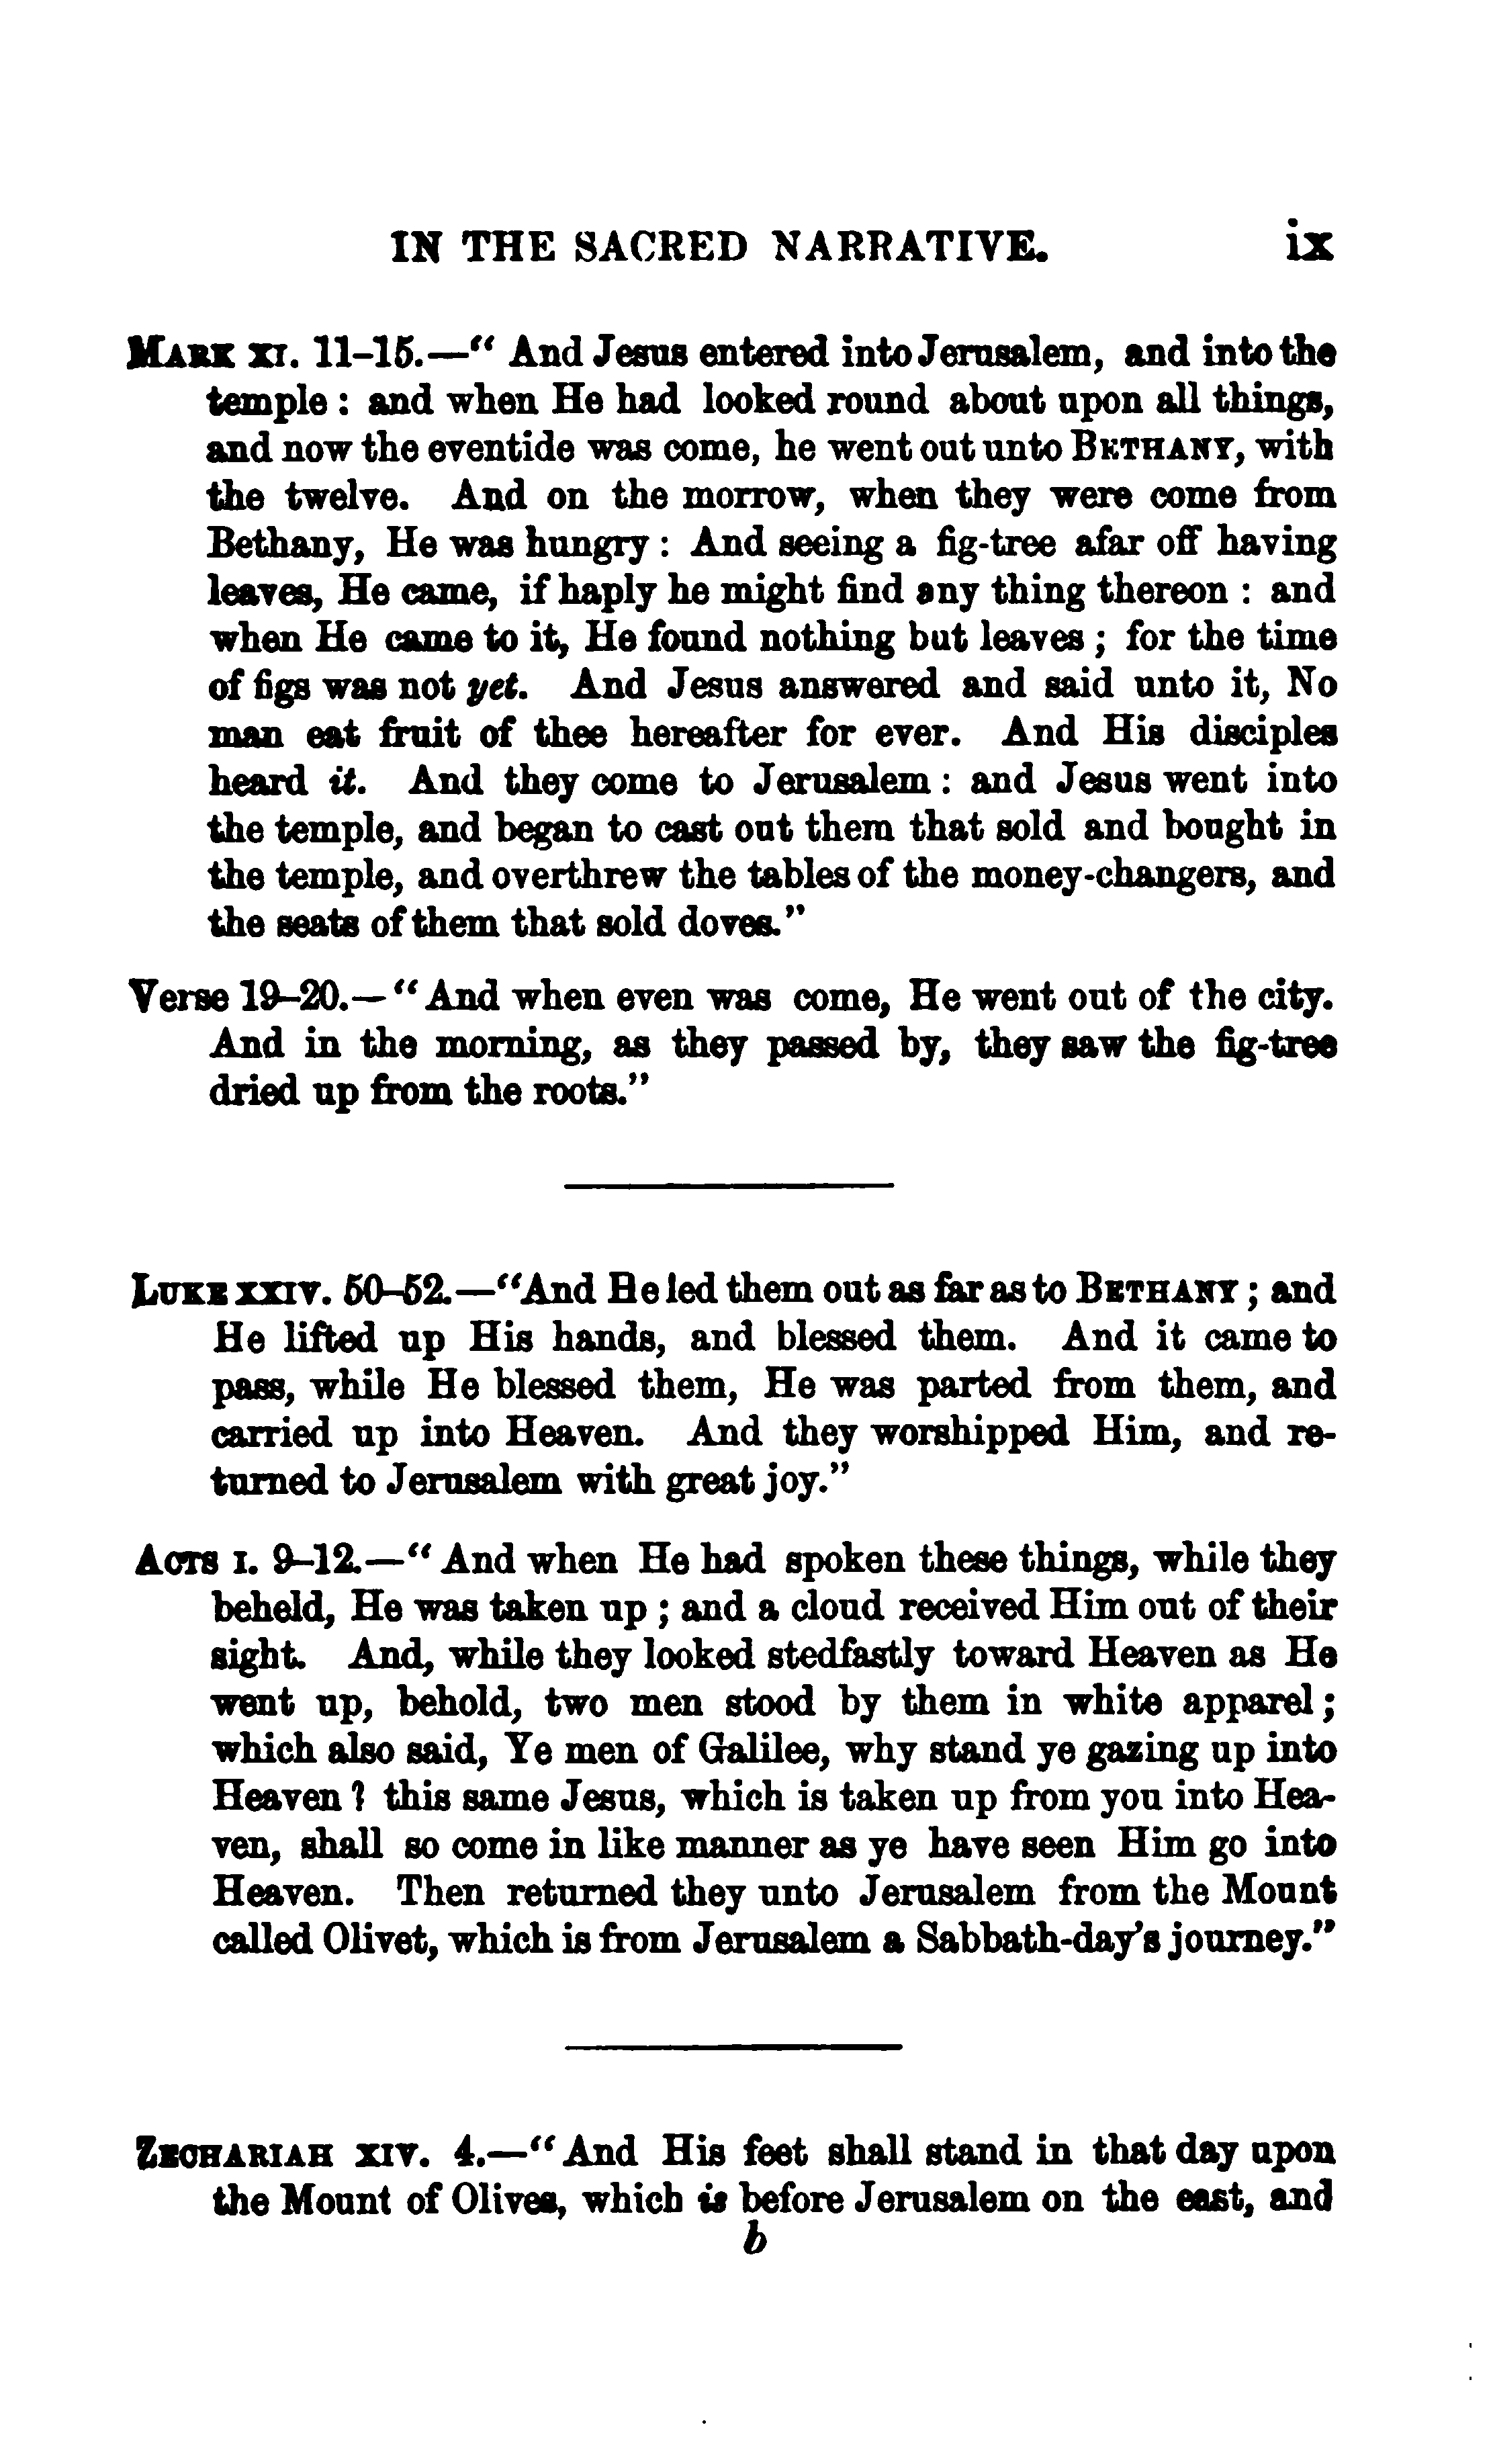 IN THE SACRED NARRATIVE. ix
MARK XI. 11–15.—“ And Jesus entered into Jerusalem, and into the
temple : and when He had looked round about upon all things,
and now the eventide was come, he went out unto BETHANY, with
the twelve. And on the morrow, when they were come from
Bethany, He was hungry : And seeing a fig-tree afar off having
leaves, He came, if haply he might find any thing thereon : and
when He came to it, He found nothing but leaves ; for the time
of figs was not yet. And Jesus answered and said unto it, No
man eat fruit of thee hereafter for ever. And His disciples
heard it. And they come to Jerusalem : and Jesus went into
the temple, and began to cast out them that sold and bought in
the temple, and overthrew the tables of the money-changers, and
the seats of them that sold doves.”
Verse 19–20.—“ And when even was come, He went out of the city.
And in the morning, as they passed by, they saw the fig-tree
dried up from the roots.”
LUKE XXIV. 50–52.—“And He led them out as far as to BETHANY ; and
He lifted up His hands, and blessed them. And it came to
pass, while He blessed them, He was parted from them, and
carried up into Heaven. And they worshipped Him, and re-
turned to Jerusalem with great joy.”
ACTS I. 9–12.—“ And when He had spoken these things, while they
beheld, He was taken up ; and a cloud received Him out of their
sight. And, while they looked stedfastly toward Heaven as He
went up, behold, two men stood by them in white apparel ;
which also said, Ye men of Galilee, why stand ye gazing up into
Heaven ? this same Jesus, which is taken up from you into Hea-
ven, shall so come in like manner as ye have seen Him go into
Heaven. Then returned they unto Jerusalem from the Mount
called Olivet, which is from Jerusalem a Sabbath-day’s journey.”
ZECHARIAH XIV. 4.—“ And His feet shall stand in that day upon
the Mount of Olives, which is before Jerusalem on the east, and
b